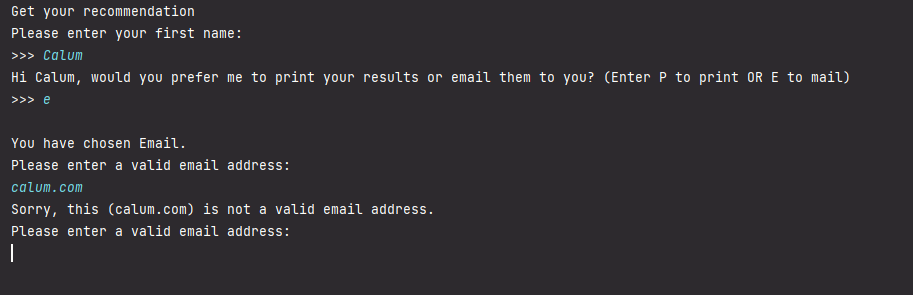 Get your recommendation
Please enter your first name:
>>> Calum
Hi Calum, would you prefer me to print your results or email them to you? (Enter P to print OR E to mail)
>>> e
You have chosen Email.
Please enter a valid email address:
calum.com
Sorry, this (calum.com) is not a valid email address.
Please enter a valid email address: